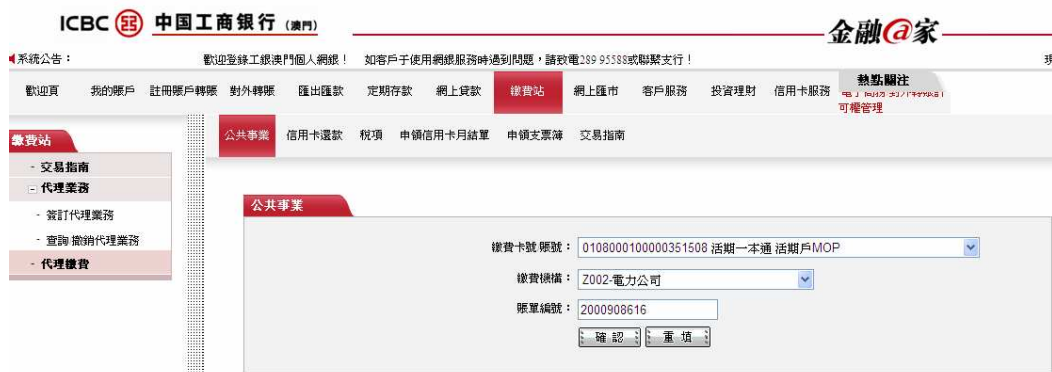 ICBC 中国工商银行 (澳門)
金融@家
系統公告： 歡迎登錄工銀澳門個人網銀！ 如客戶于使用網銀服務時遇到問題，請致電289 95588或聯繫支行！
歡迎頁 我的賬戶 註冊賬戶轉賬 對外轉賬 匯出匯款 定期存款 網上貸款 繳費站 網上匯市 客戶服務 投資理財 信用卡服務 熱點關注
可權管理
公共事業 信用卡還款 稅項 申領信用卡月結單 申領支票簿 交易指南
繳費站
- 交易指南
- 代理業務
- 簽訂代理業務
- 查詢 撤銷代理業務
- 代理繳費
公共事業
繳費卡號 賬號： 0108000100000351508 活期一本通 活期戶MOP
繳費機構： Z002-電力公司
賬單編號： 2000908616
確認 重填